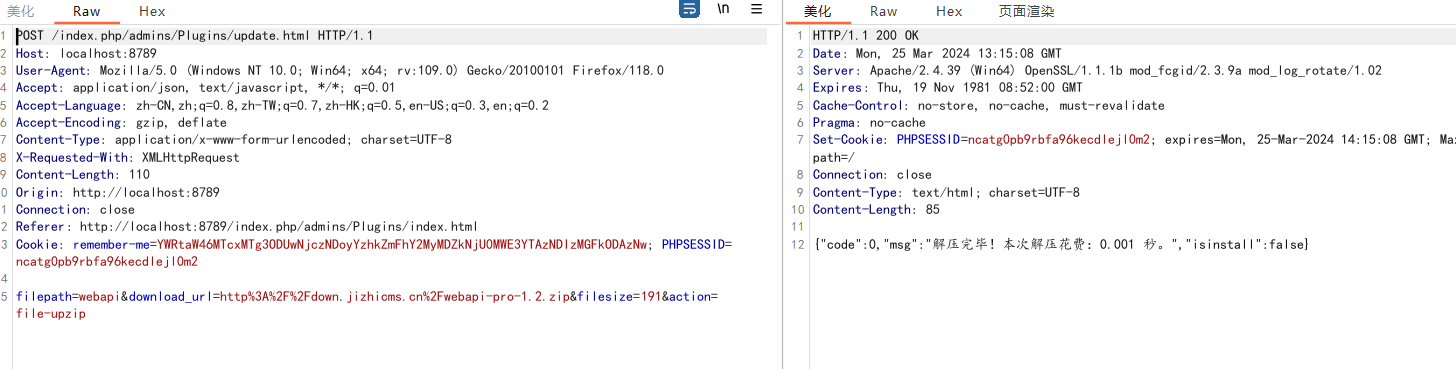 美化 Raw Hex \n
1 POST /index.php/admins/Plugins/update.html HTTP/1.1
2 Host: localhost:8789
3 User-Agent: Mozilla/5.0 (Windows NT 10.0; Win64; x64; rv:109.0) Gecko/20100101 Firefox/118.0
4 Accept: application/json, text/javascript, */*; q=0.01
5 Accept-Language: zh-CN,zh;q=0.8,zh-TW;q=0.7,zh-HK;q=0.5,en-US;q=0.3,en;q=0.2
6 Accept-Encoding: gzip, deflate
7 Content-Type: application/x-www-form-urlencoded; charset=UTF-8
8 X-Requested-With: XMLHttpRequest
9 Content-Length: 110
0 Origin: http://localhost:8789
1 Connection: close
2 Referer: http://localhost:8789/index.php/admins/Plugins/index.html
3 Cookie: remember-me=YWRtaW46MTcxMTg3ODUwNjczNDoyYzhkZmFhY2MyMDZkNjU0MWE3YTAzNDIzMGFkODAzNw; PHPSESSID=
ncatg0pb9rbfa96kecdlejl0m2
4
5 filepath=webapi&download_url=http%3A%2F%2Fdown.jizhicms.cn%2Fwebapi-pro-1.2.zip&filesize=191&action=
file-upzip
美化 Raw Hex 页面渲染
1 HTTP/1.1 200 OK
2 Date: Mon, 25 Mar 2024 13:15:08 GMT
3 Server: Apache/2.4.39 (Win64) OpenSSL/1.1.1b mod_fcgid/2.3.9a mod_log_rotate/1.02
4 Expires: Thu, 19 Nov 1981 08:52:00 GMT
5 Cache-Control: no-store, no-cache, must-revalidate
6 Pragma: no-cache
7 Set-Cookie: PHPSESSID=ncatg0pb9rbfa96kecdlejl0m2; expires=Mon, 25-Mar-2024 14:15:08 GMT; Max
path=/
8 Connection: close
9 Content-Type: text/html; charset=UTF-8
10 Content-Length: 85
11
12 {"code":0,"msg":"解压完毕！本次解压花费：0.001 秒。","isinstall":false}